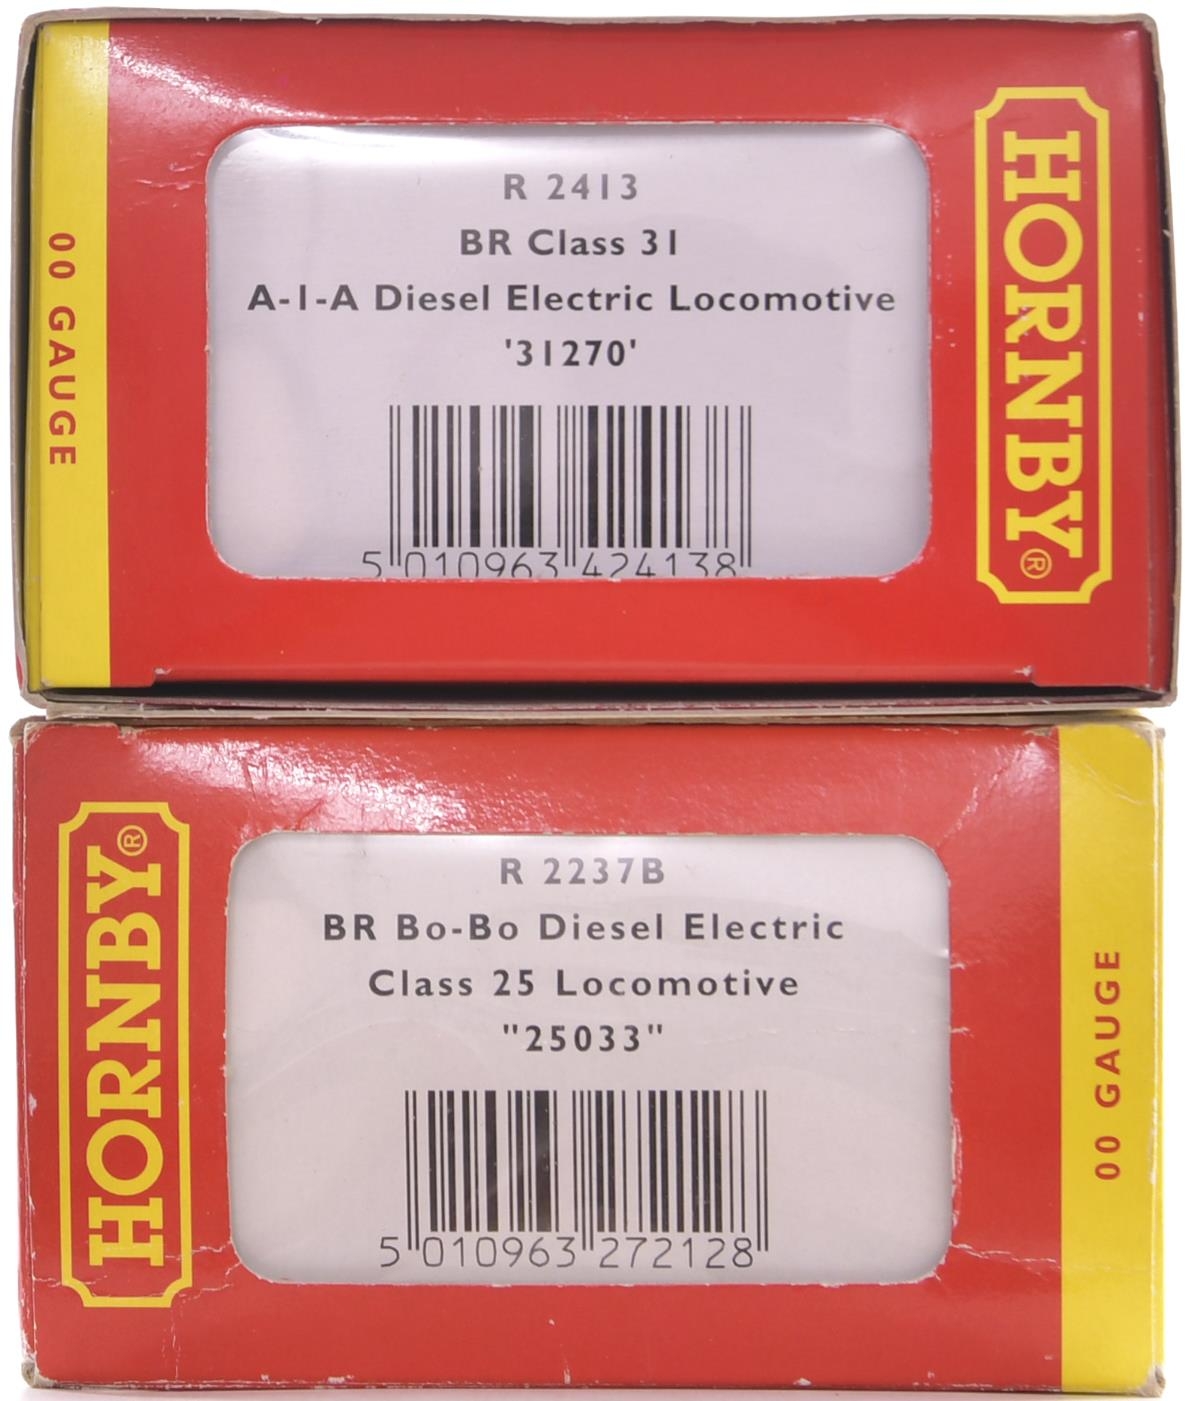 00 GAUGE
R 2413
BR Class 31
A-1-A Diesel Electric Locomotive
'31270'
5 010963 424138
HORNBY®
HORNBY®
R 2237B
BR Bo-Bo Diesel Electric
Class 25 Locomotive
"25033"
5 010963 272128
00 GAUGE